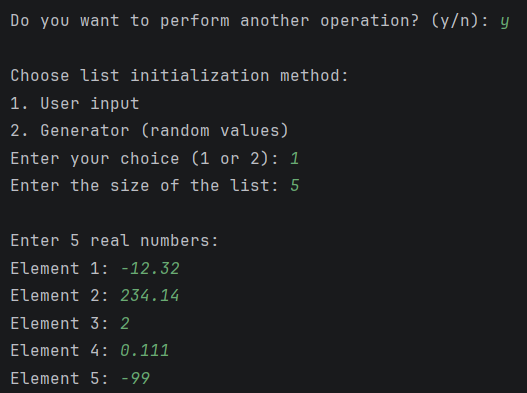 Do you want to perform another operation? (y/n): y
Choose list initialization method:
1. User input
2. Generator (random values)
Enter your choice (1 or 2): 1
Enter the size of the list: 5
Enter 5 real numbers:
Element 1: -12.32
Element 2: 234.14
Element 3: 2
Element 4: 0.111
Element 5: -99